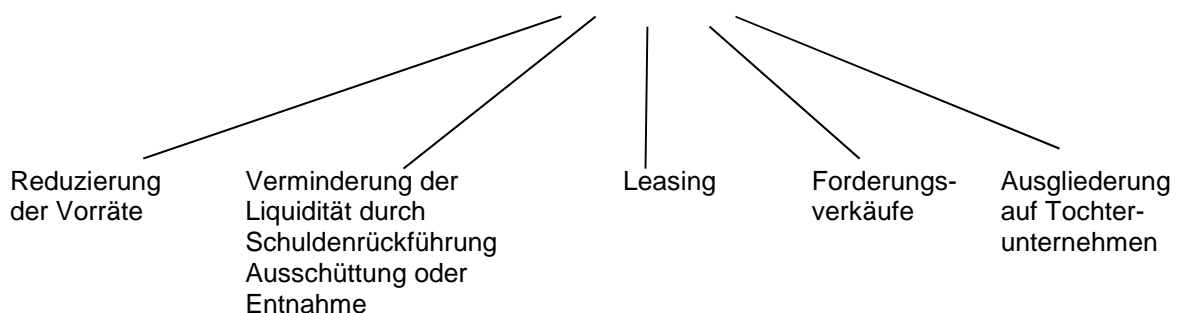 Reduzierung
der Vorräte
Verminderung der
Liquidität durch
Schuldenrückführung
Ausschüttung oder
Entnahme
Leasing
Forderungs-
verkäufe
Ausgliederung
auf Tochter-
unternehmen